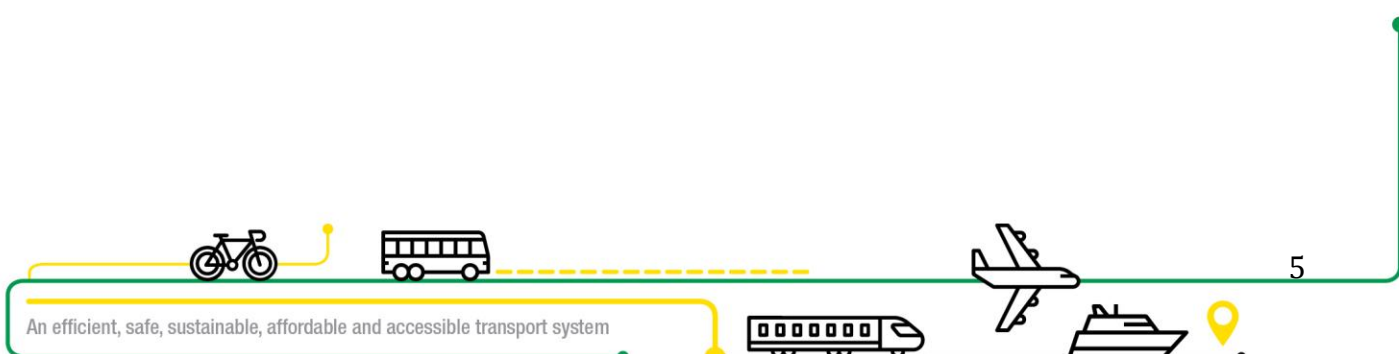 5
An efficient, safe, sustainable, affordable and accessible transport system